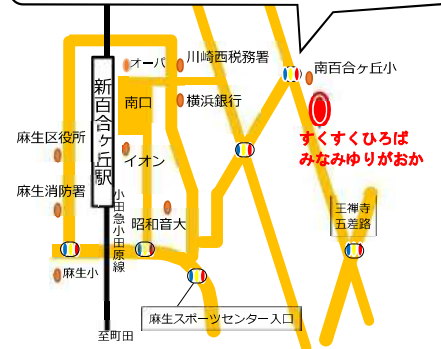 オーパ
川崎西税務署
南百合ヶ丘小
新百合ヶ丘駅
南口
横浜銀行
すくすくひろば
みなみゆりがおか
麻生区役所
イオン
麻生消防署
小田急小田原線
昭和音大
王禅寺
五差路
麻生小
麻生スポーツセンター入口
至町田